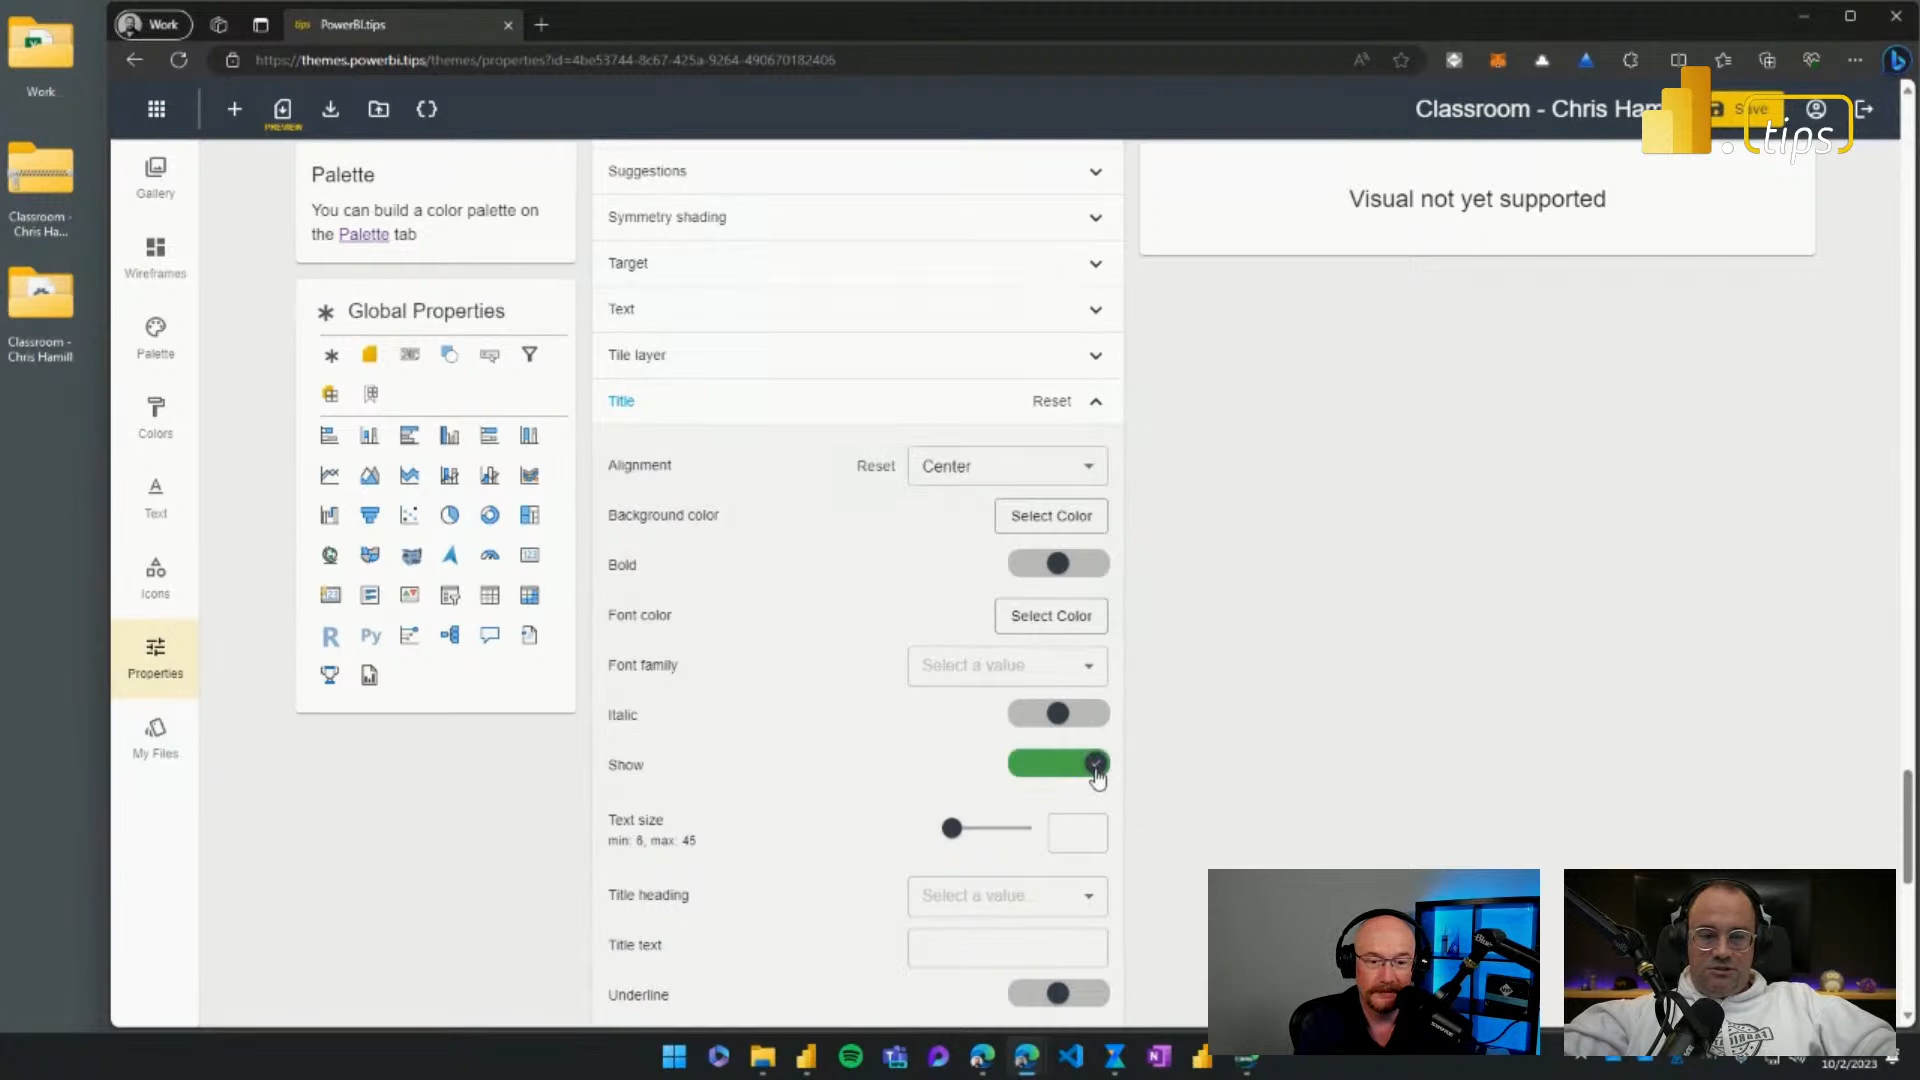 Work
PowerBI.tips
https://themes.powerbi.tips/themes/properties?id=4be53744-8c67-425a-9264-490670182406
Work
Classroom -
Chris Ha...
Classroom -
Chris Hamill
PREVIEW
Classroom - Chris Ham
Save
.tips
Gallery
Wireframes
Palette
Colors
Text
Icons
Properties
My Files
Palette
You can build a color palette on
the Palette tab
Global Properties
R
Py
Suggestions
Symmetry shading
Target
Text
Tile layer
Title
Reset
Alignment
Reset
Center
Background color
Select Color
Bold
Font color
Select Color
Font family
Select a value
Italic
Show
Text size
min: 6, max: 45
Title heading
Select a value
Title text
Underline
Visual not yet supported
10/2/2023